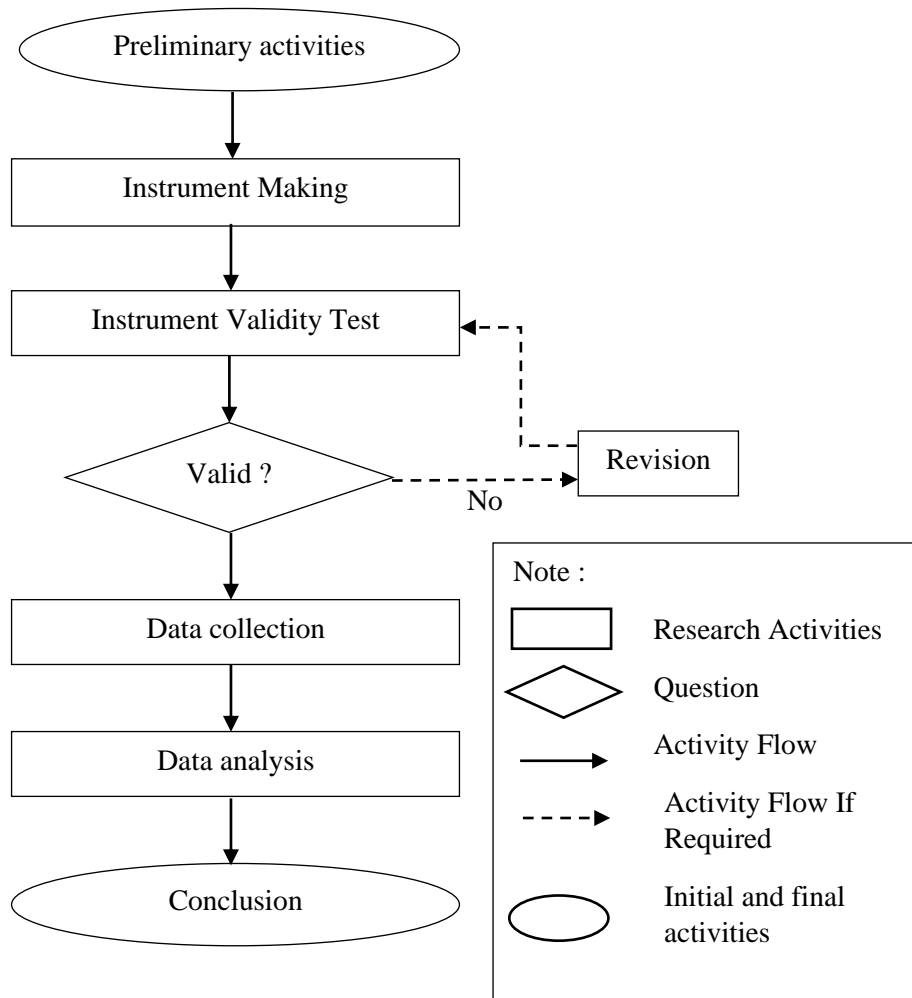 Preliminary activities
Instrument Making
Instrument Validity Test
Valid ?
No
Revision
Data collection
Data analysis
Conclusion
Note :
Research Activities
Question
Activity Flow
Activity Flow If
Required
Initial and final
activities